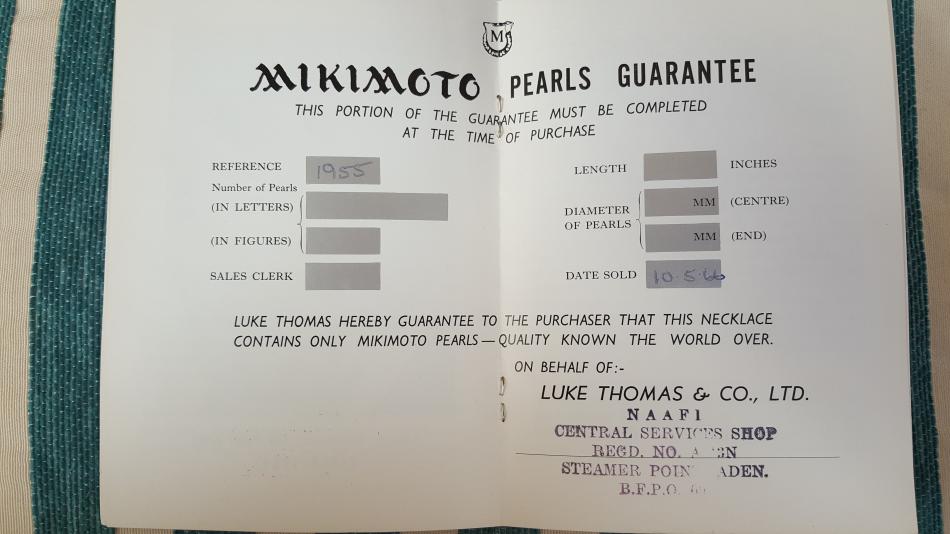 M
MIKIMOTO PEARLS GUARANTEE
THIS PORTION OF THE GUARANTEE MUST BE COMPLETED
AT THE TIME OF PURCHASE
REFERENCE 1955
Number of Pearls
(IN LETTERS)
(IN FIGURES)
SALES CLERK
LENGTH INCHES
DIAMETER OF PEARLS
MM (CENTRE)
MM (END)
DATE SOLD 10.5.66
LUKE THOMAS HEREBY GUARANTEE TO THE PURCHASER THAT THIS NECKLACE
CONTAINS ONLY MIKIMOTO PEARLS — QUALITY KNOWN THE WORLD OVER.
ON BEHALF OF:-
LUKE THOMAS & CO., LTD.
NAAFI
CENTRAL SERVICES SHOP
REGD. NO.
STEAMER POIN ADEN.
B.F.P.O.